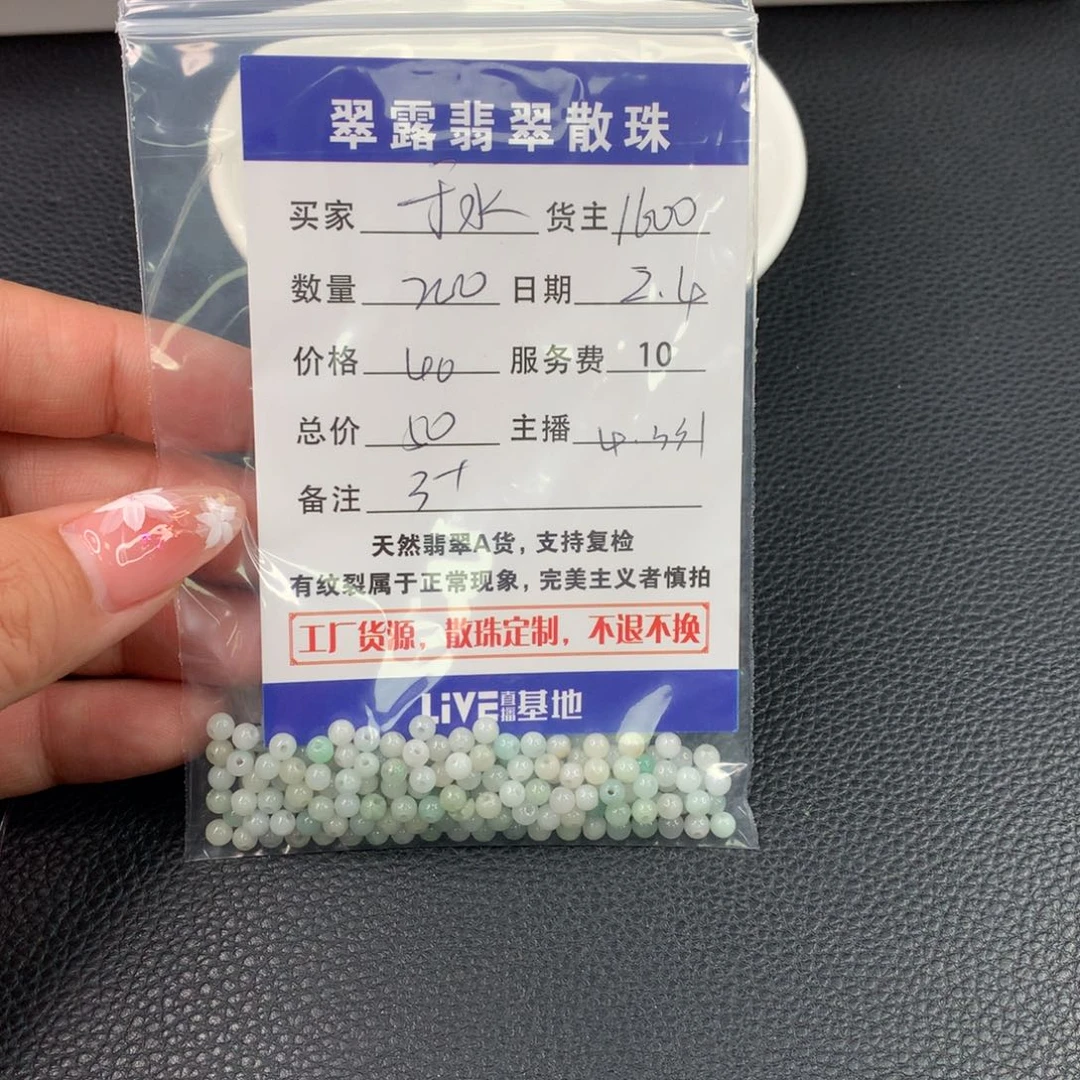 翠露翡翠散珠
买家 货主 1600
数量 200 日期 2.4
价格 40 服务费 10
总价 50 主播
备注 3+
天然翡翠A货，支持复检
有纹裂属于正常现象，完美主义者慎拍
工厂货源，散珠定制，不退不换
LiVE直播基地